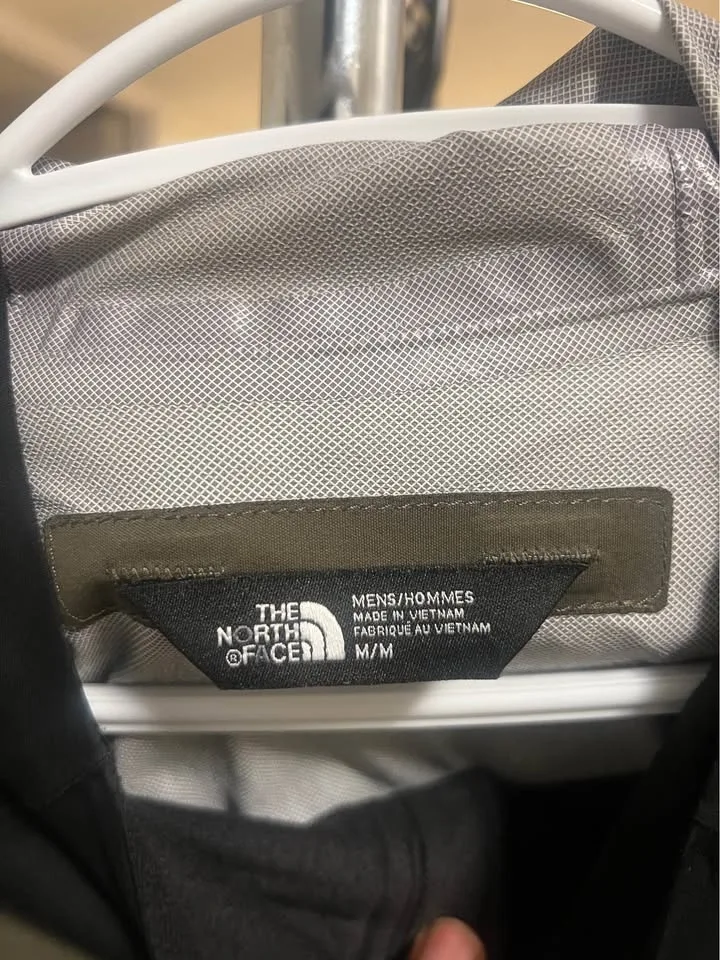 THE
NORTH
FACE®
MENS/HOMMES
MADE IN VIETNAM
FABRIQUÉ AU VIETNAM
M/M